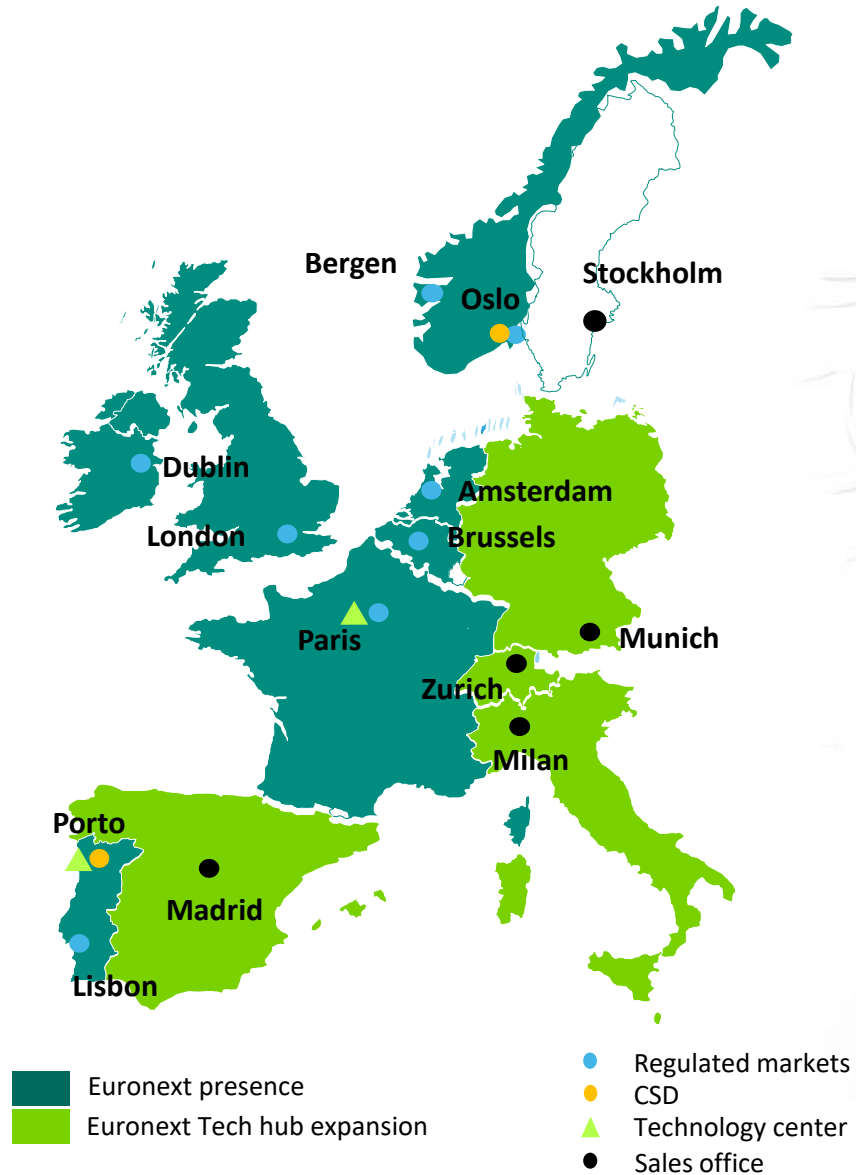 Bergen
Stockholm
Oslo
Dublin
Amsterdam
London
Brussels
Paris
Munich
Zurich
Milan
Porto
Madrid
Lisbon
Euronext presence
Euronext Tech hub expansion
Regulated markets
CSD
Technology center
Sales office